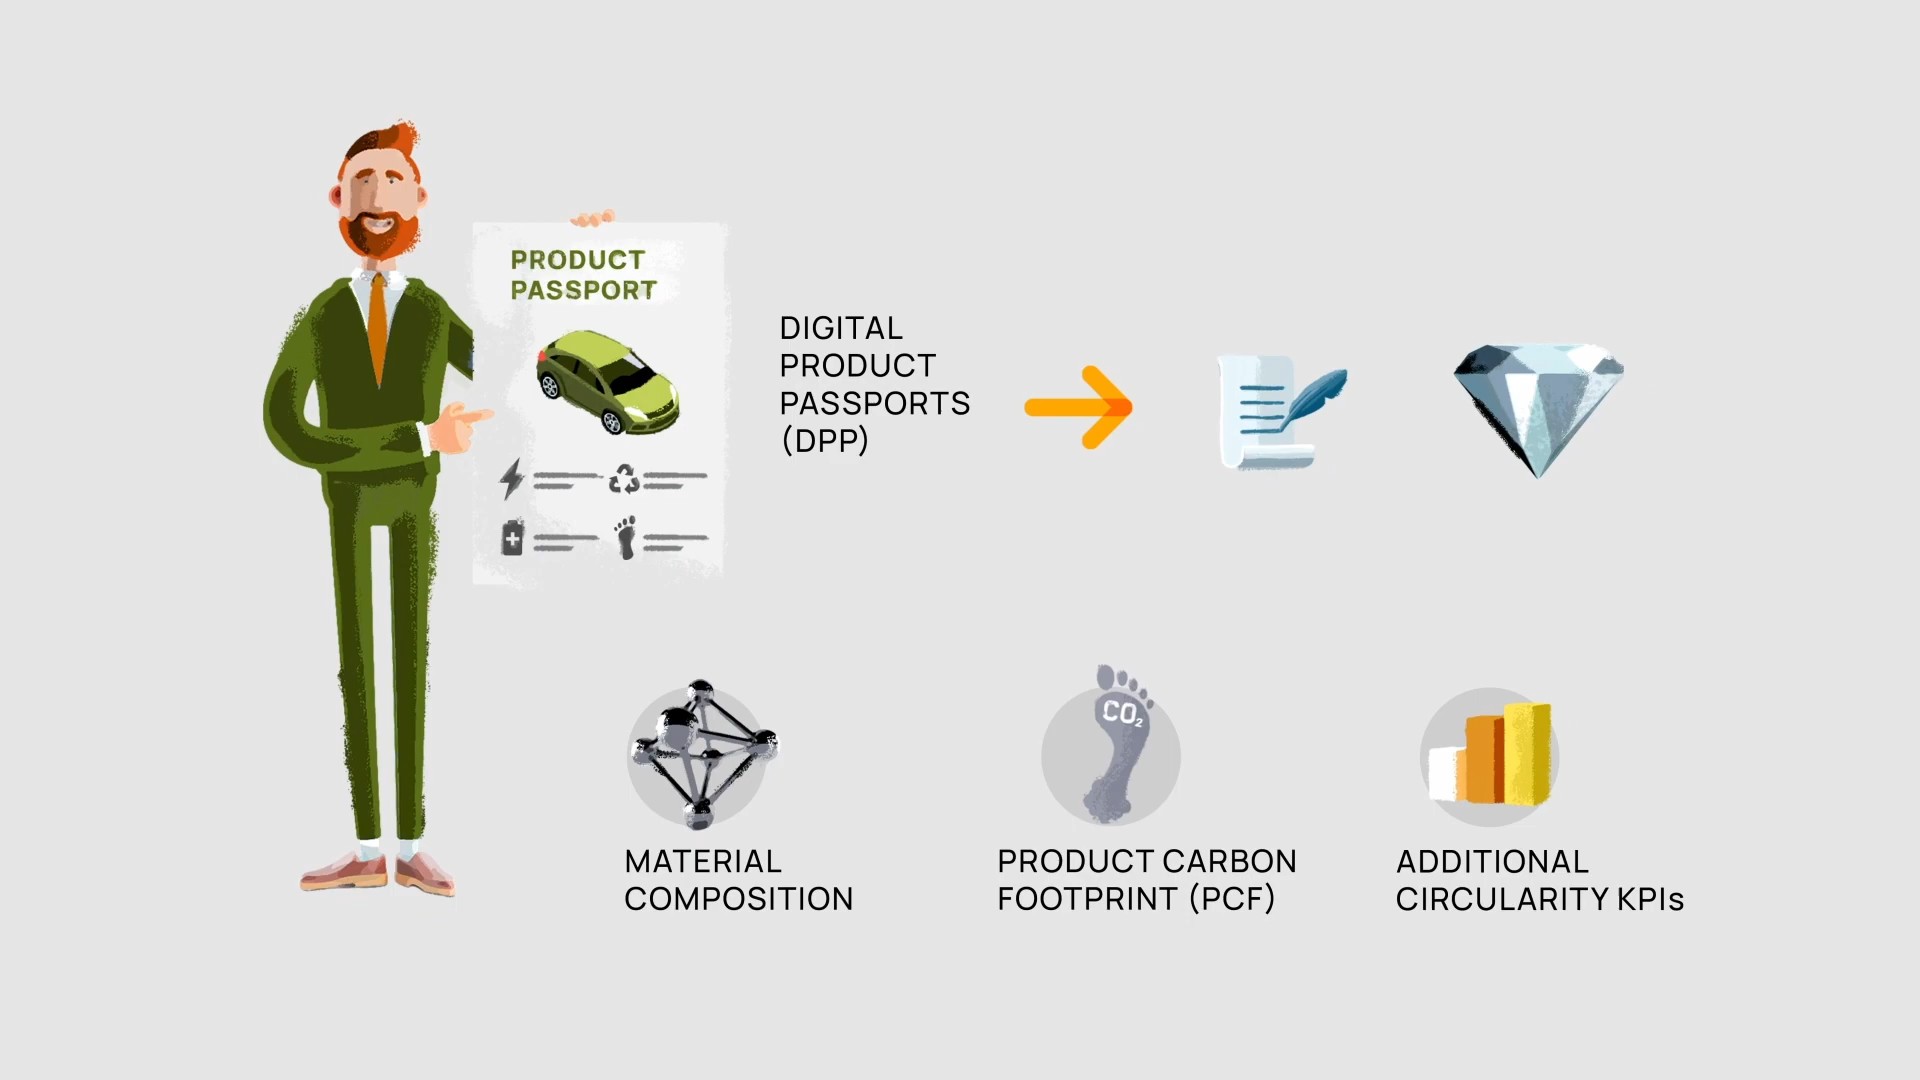 PRODUCT
PASSPORT
DIGITAL
PRODUCT
PASSPORTS
(DPP)
CO₂
MATERIAL
COMPOSITION
PRODUCT CARBON
FOOTPRINT (PCF)
ADDITIONAL
CIRCULARITY KPIs